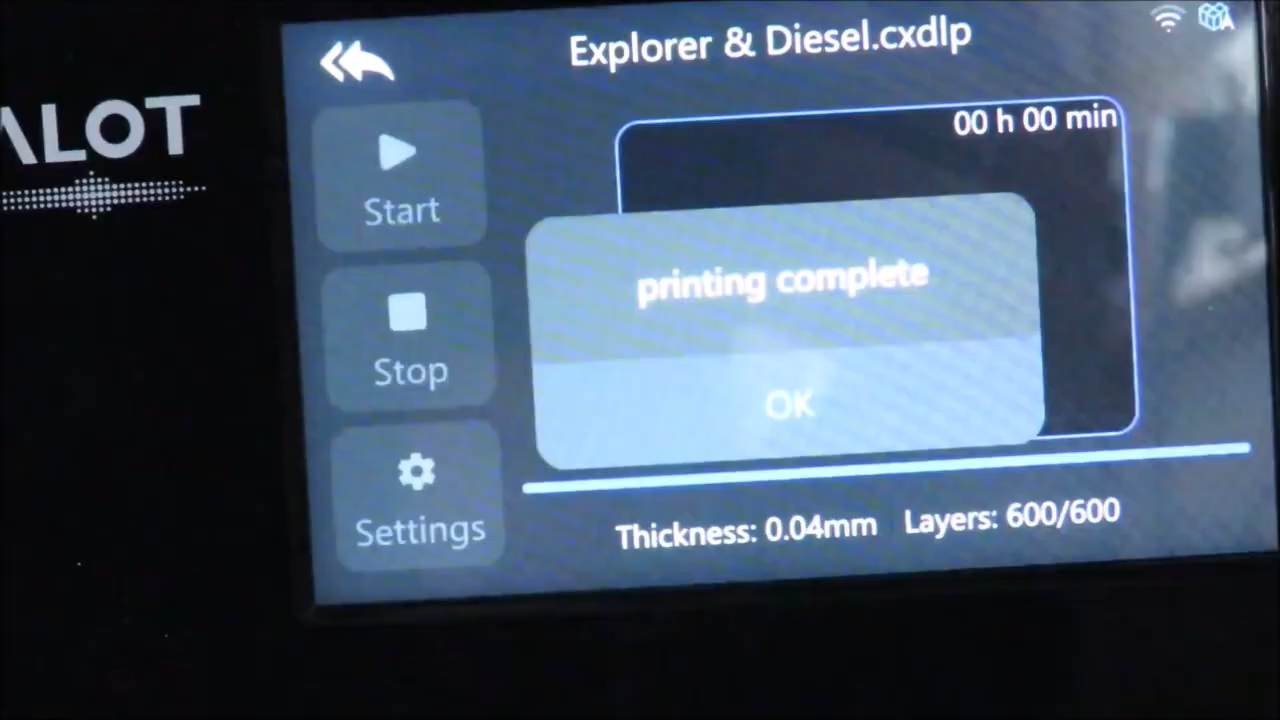 Explorer & Diesel.cxdlp
ALOT
00 h 00 min
Start
printing complete
Stop
OK
Settings
Thickness: 0.04mm Layers: 600/600